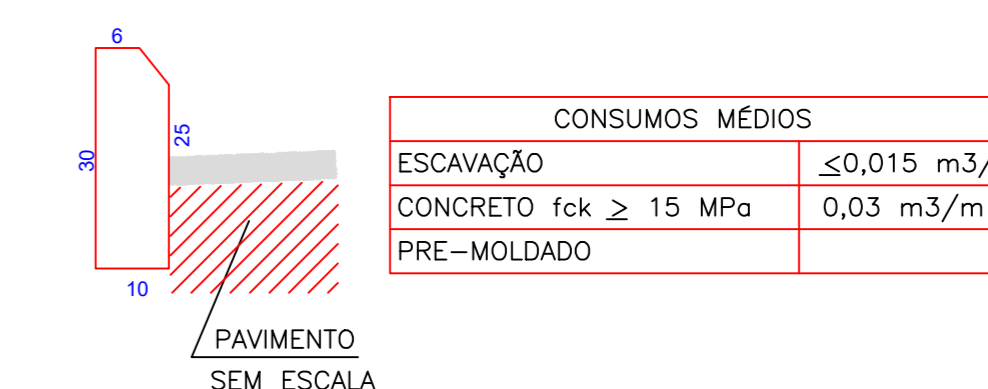 6
30
25
10
PAVIMENTO
SEM ESCALA
CONSUMOS MÉDIOS
ESCAVAÇÃO ≤0,015 m3/
CONCRETO fck ≥ 15 MPa 0,03 m3/m
PRE-MOLDADO